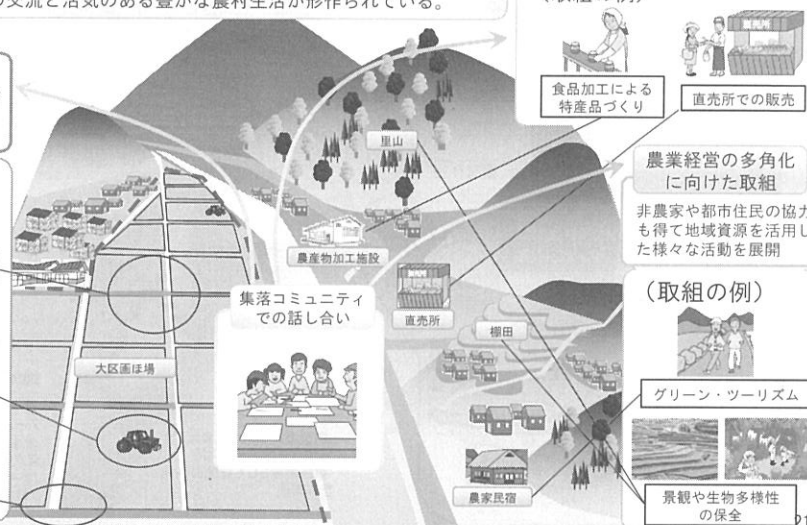 の交流と活気のある豊かな農村生活が形作られている。
食品加工による
特産品づくり
直売所
直売所での販売
里山
農業経営の多角化
に向けた取組
非農家や都市住民の協力
も得て地域資源を活用し
た様々な活動を展開
農産物加工施設
集落コミュニティ
での話し合い
直売所
棚田
大区画ほ場
（取組の例）
グリーン・ツーリズム
農家民宿
景観や生物多様性
の保全